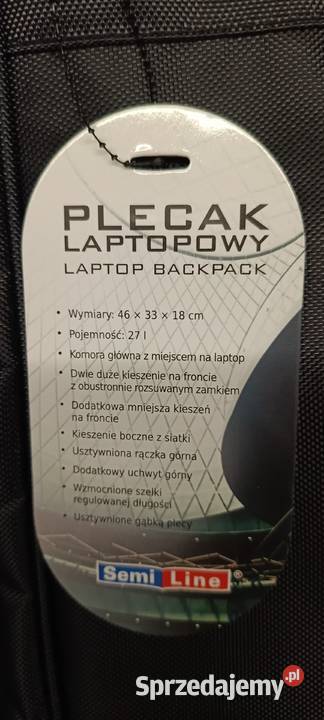 PLECAK
LAPTOPOWY
LAPTOP BACKPACK
• Wymiary: 46 × 33 × 18 cm
• Pojemność: 27 l
• Komora główna z miejscem na laptop
• Dwie duże kieszenie na froncie
z obustronnie rozsuwanym zamkiem
• Dodatkowa mniejsza kieszeń
na froncie
• Kieszenie boczne z siatki
• Usztywniona rączka górna
• Dodatkowy uchwyt górny
• Wzmocnione szelki
regulowanej długości
• Usztywnione gąbką plecy
Semi Line®
Sprzedajemy.pl